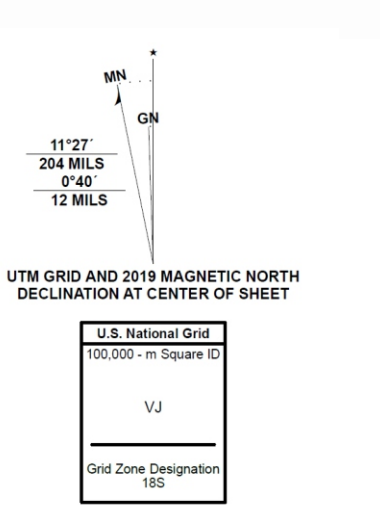 *
MN
GN
11°27´
204 MILS
0°40´
12 MILS
UTM GRID AND 2019 MAGNETIC NORTH
DECLINATION AT CENTER OF SHEET
U.S. National Grid
100,000 - m Square ID
VJ
Grid Zone Designation
18S